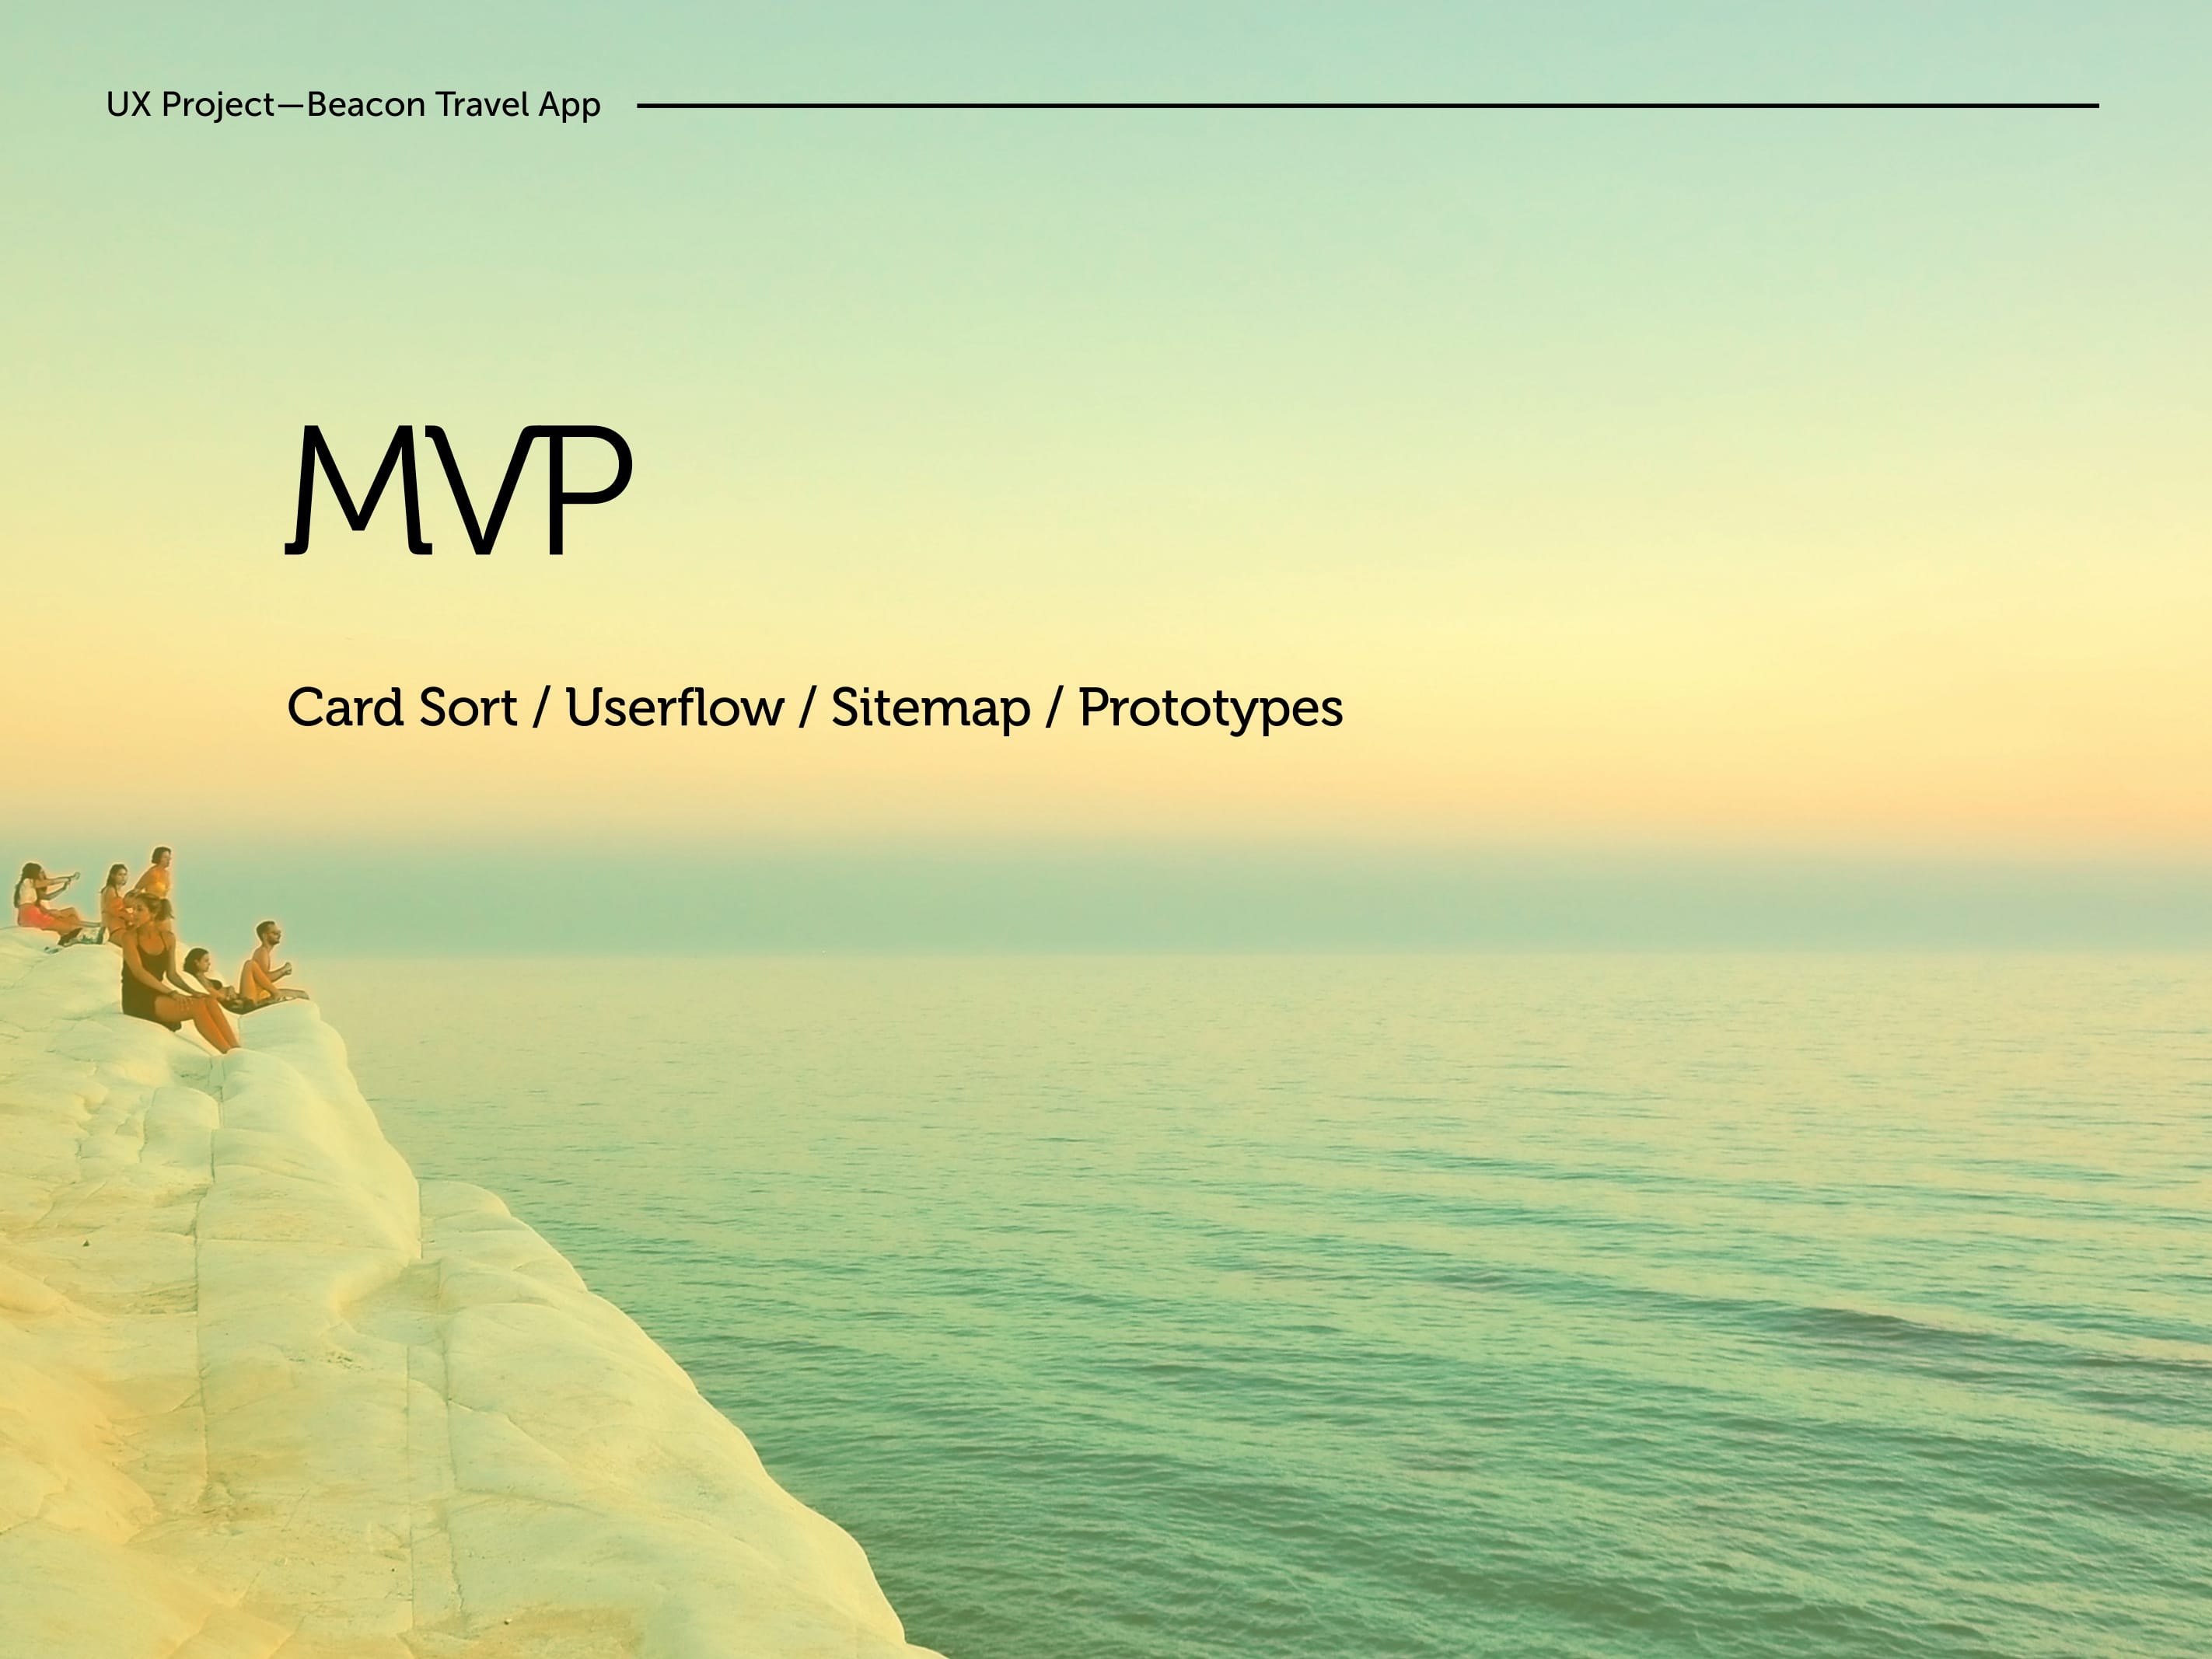 UX Project—Beacon Travel App
MVP
Card Sort / Userflow / Sitemap / Prototypes